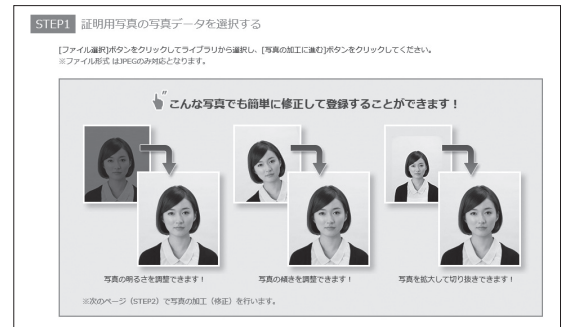 STEP1 証明用写真の写真データを選択する
[ファイル選択]ボタンをクリックしてライブラリから選択し、[写真の加工に進む]ボタンをクリックしてください。
※ファイル形式 はJPEGのみ対応となります。
こんな写真でも簡単に修正して登録することができます！
写真の明るさを調整できます！
写真の傾きを調整できます！
写真を拡大して切り抜きできます！
※次のページ（STEP2）で写真の加工（修正）を行います。